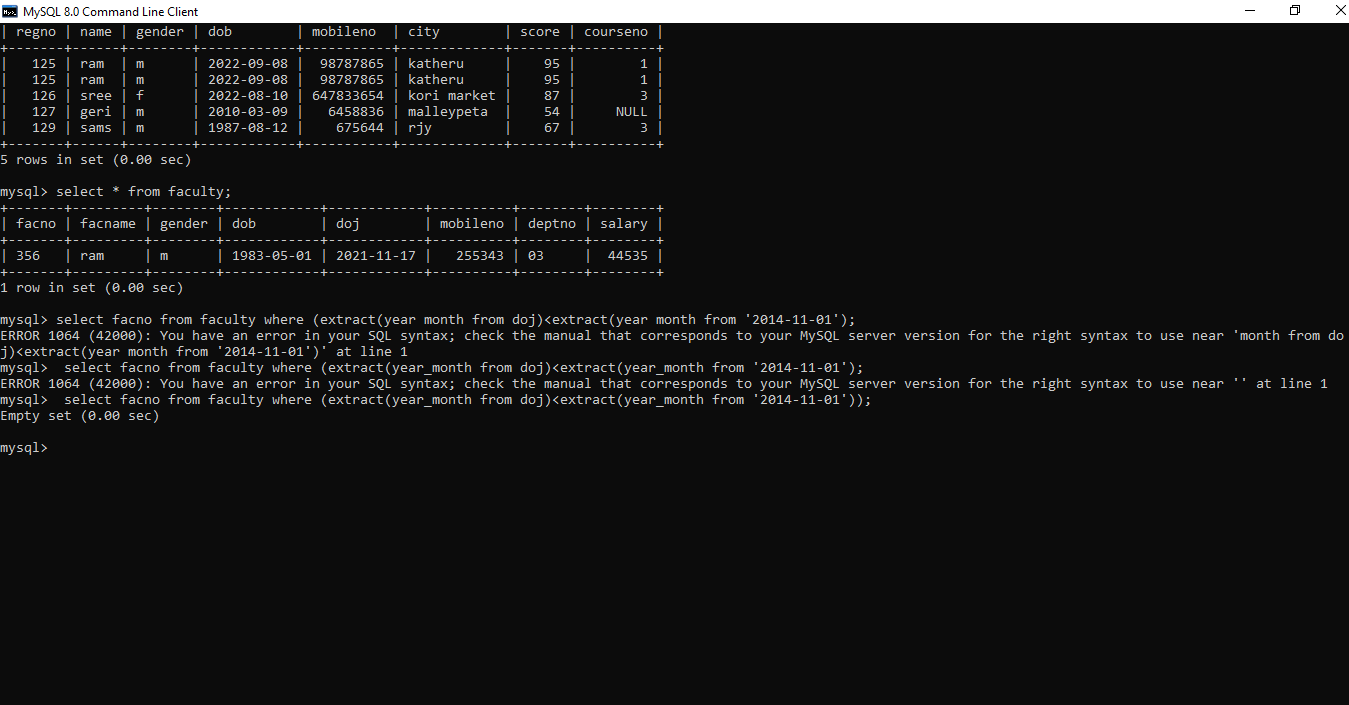 MySQL 8.0 Command Line Client
| regno | name | gender | dob        | mobileno  | city        | score | courseno |
+-------+------+--------+------------+-----------+-------------+-------+----------+
|   125 | ram  | m      | 2022-09-08 |  98787865 | katheru     |    95 |        1 |
|   125 | ram  | m      | 2022-09-08 |  98787865 | katheru     |    95 |        1 |
|   126 | sree | f      | 2022-08-10 | 647833654 | kori market |    87 |        3 |
|   127 | geri | m      | 2010-03-09 |   6458836 | malleypeta  |    54 |     NULL |
|   129 | sams | m      | 1987-08-12 |    675644 | rjy         |    67 |        3 |
+-------+------+--------+------------+-----------+-------------+-------+----------+
5 rows in set (0.00 sec)
mysql> select * from faculty;
+-------+---------+--------+------------+------------+----------+--------+--------+
| facno | facname | gender | dob        | doj        | mobileno | deptno | salary |
+-------+---------+--------+------------+------------+----------+--------+--------+
| 356   | ram     | m      | 1983-05-01 | 2021-11-17 |   255343 | 03     |  44535 |
+-------+---------+--------+------------+------------+----------+--------+--------+
1 row in set (0.00 sec)
mysql> select facno from faculty where (extract(year month from doj)<extract(year month from '2014-11-01');
ERROR 1064 (42000): You have an error in your SQL syntax; check the manual that corresponds to your MySQL server version for the right syntax to use near 'month from do
j)<extract(year month from '2014-11-01')' at line 1
mysql>  select facno from faculty where (extract(year_month from doj)<extract(year_month from '2014-11-01');
ERROR 1064 (42000): You have an error in your SQL syntax; check the manual that corresponds to your MySQL server version for the right syntax to use near '' at line 1
mysql>  select facno from faculty where (extract(year_month from doj)<extract(year_month from '2014-11-01'));
Empty set (0.00 sec)
mysql>